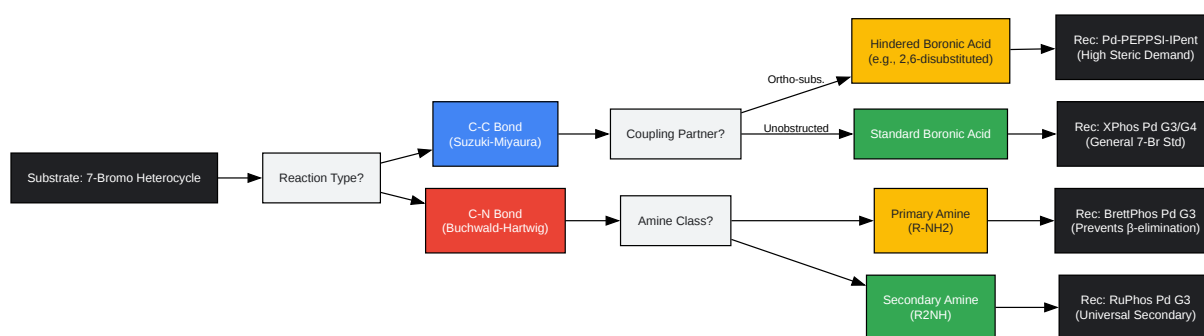 Substrate: 7-Bromo Heterocycle
Reaction Type?
C-C Bond
(Suzuki-Miyaura)
Coupling Partner?
Ortho-subs.
Hindered Boronic Acid
(e.g., 2,6-disubstituted)
Rec: Pd-PEPPSI-IPent
(High Steric Demand)
Unobstructed
Standard Boronic Acid
Rec: XPhos Pd G3/G4
(General 7-Br Std)
C-N Bond
(Buchwald-Hartwig)
Amine Class?
Primary Amine
(R-NH2)
Rec: BrettPhos Pd G3
(Prevents β-elimination)
Secondary Amine
(R2NH)
Rec: RuPhos Pd G3
(Universal Secondary)